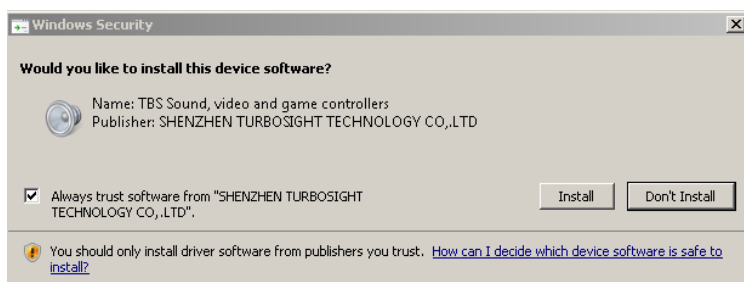 Windows Security
Would you like to install this device software?
Name: TBS Sound, video and game controllers
Publisher: SHENZHEN TURBOSIGHT TECHNOLOGY CO,.LTD
Always trust software from "SHENZHEN TURBOSIGHT
TECHNOLOGY CO,.LTD".
Install
Don't Install
You should only install driver software from publishers you trust. How can I decide which device software is safe to
install?